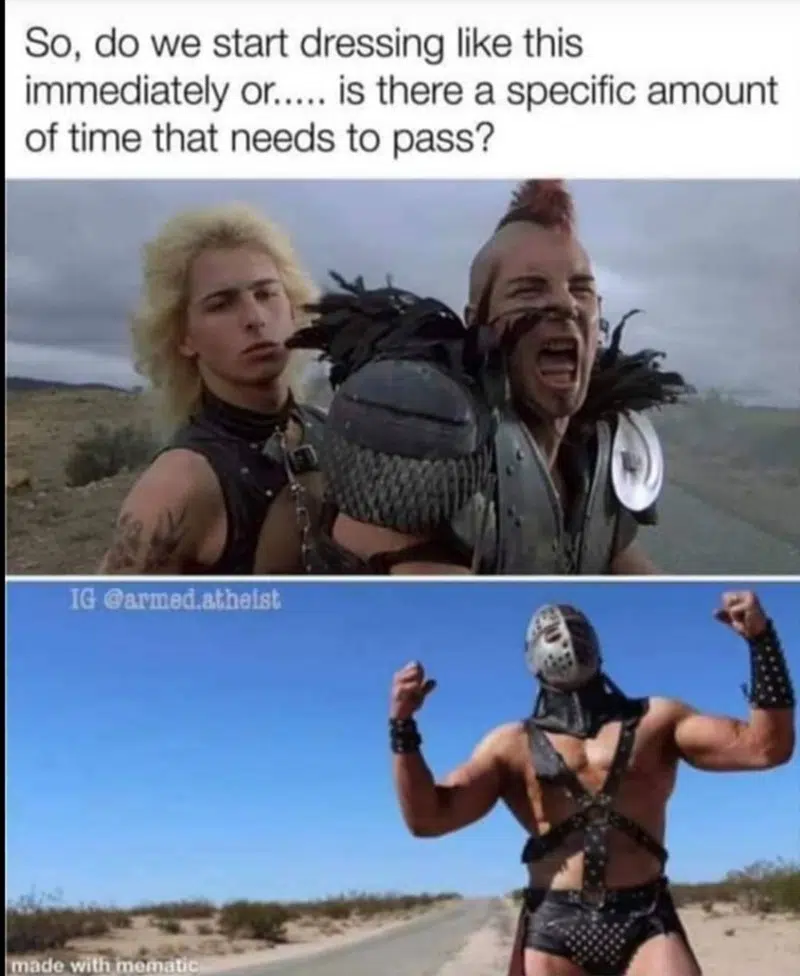 So, do we start dressing like this
immediately or..... is there a specific amount
of time that needs to pass?
IG @armed.atheist
made with mematic